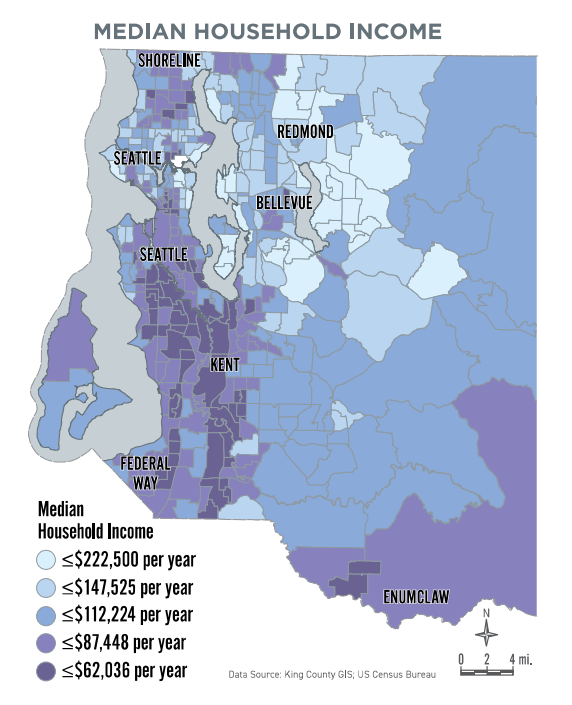 MEDIAN HOUSEHOLD INCOME
SHORELINE
REDMOND
SEATTLE
BELLEVUE
SEATTLE
KENT
FEDERAL
WAY
Median
Household Income
≤$222,500 per year
≤$147,525 per year
≤$112,224 per year
≤$87,448 per year
≤$62,036 per year
ENUMCLAW
N
0 2 4 mi.
Data Source: King County GIS; US Census Bureau